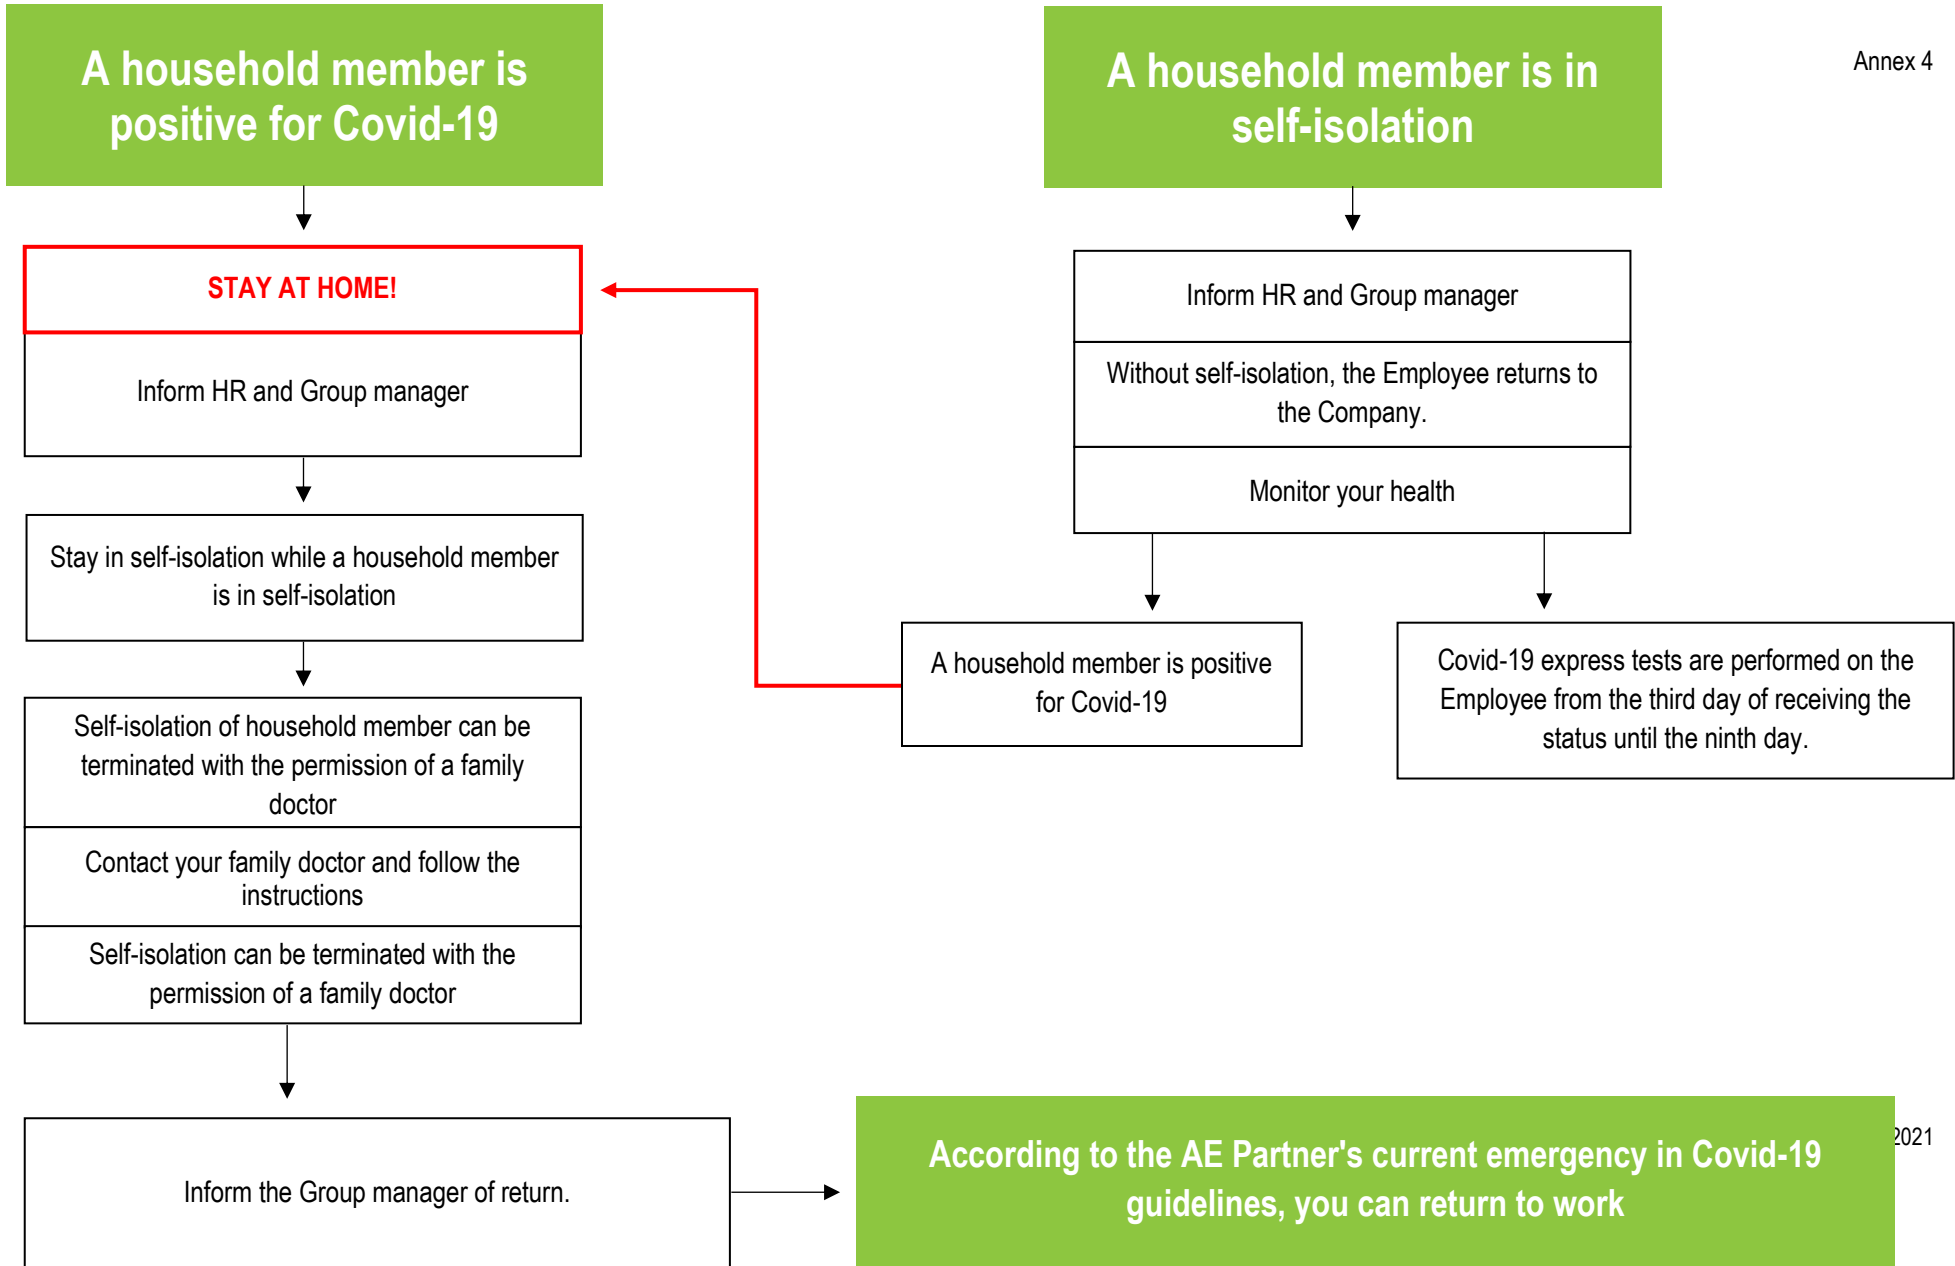 A household member is
positive for Covid-19
A household member is in
self-isolation
Annex 4
STAY AT HOME!
Inform HR and Group manager
Stay in self-isolation while a household member
is in self-isolation
Self-isolation of household member can be
terminated with the permission of a family
doctor
Contact your family doctor and follow the
instructions
Self-isolation can be terminated with the
permission of a family doctor
Inform the Group manager of return.
Inform HR and Group manager
Without self-isolation, the Employee returns to
the Company.
Monitor your health
A household member is positive
for Covid-19
Covid-19 express tests are performed on the
Employee from the third day of receiving the
status until the ninth day.
According to the AE Partner's current emergency in Covid-19
guidelines, you can return to work
2021